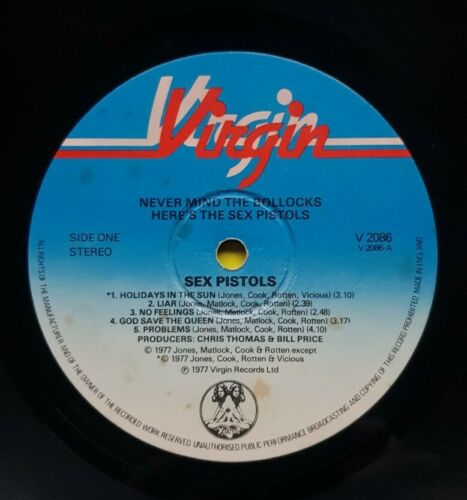 Virgin
NEVER MIND THE BOLLOCKS
HERE'S THE SEX PISTOLS
SIDE ONE
STEREO
V 2086
V 2086-A
SEX PISTOLS
*1. HOLIDAYS IN THE SUN (Jones, Cook, Rotten, Vicious) (3.10)
2. LIAR (Jones, Matlock, Cook, Rotten) (2.39)
3. NO FEELINGS (Jones, Matlock, Cook, Rotten) (2.48)
4. GOD SAVE THE QUEEN (Jones, Matlock, Cook, Rotten) (3.17)
5. PROBLEMS (Jones, Matlock, Cook, Rotten) (4.10)
PRODUCERS: CHRIS THOMAS & BILL PRICE
© 1977 Jones, Matlock, Cook & Rotten except
*© 1977 Jones, Cook, Rotten & Vicious
℗ 1977 Virgin Records Ltd
ALL RIGHTS OF THE MANUFACTURER AND OF THE OWNER OF THE RECORDED WORK RESERVED UNAUTHORISED PUBLIC PERFORMANCE BROADCASTING AND COPYING OF THIS RECORD PROHIBITED MADE IN ENGLAND